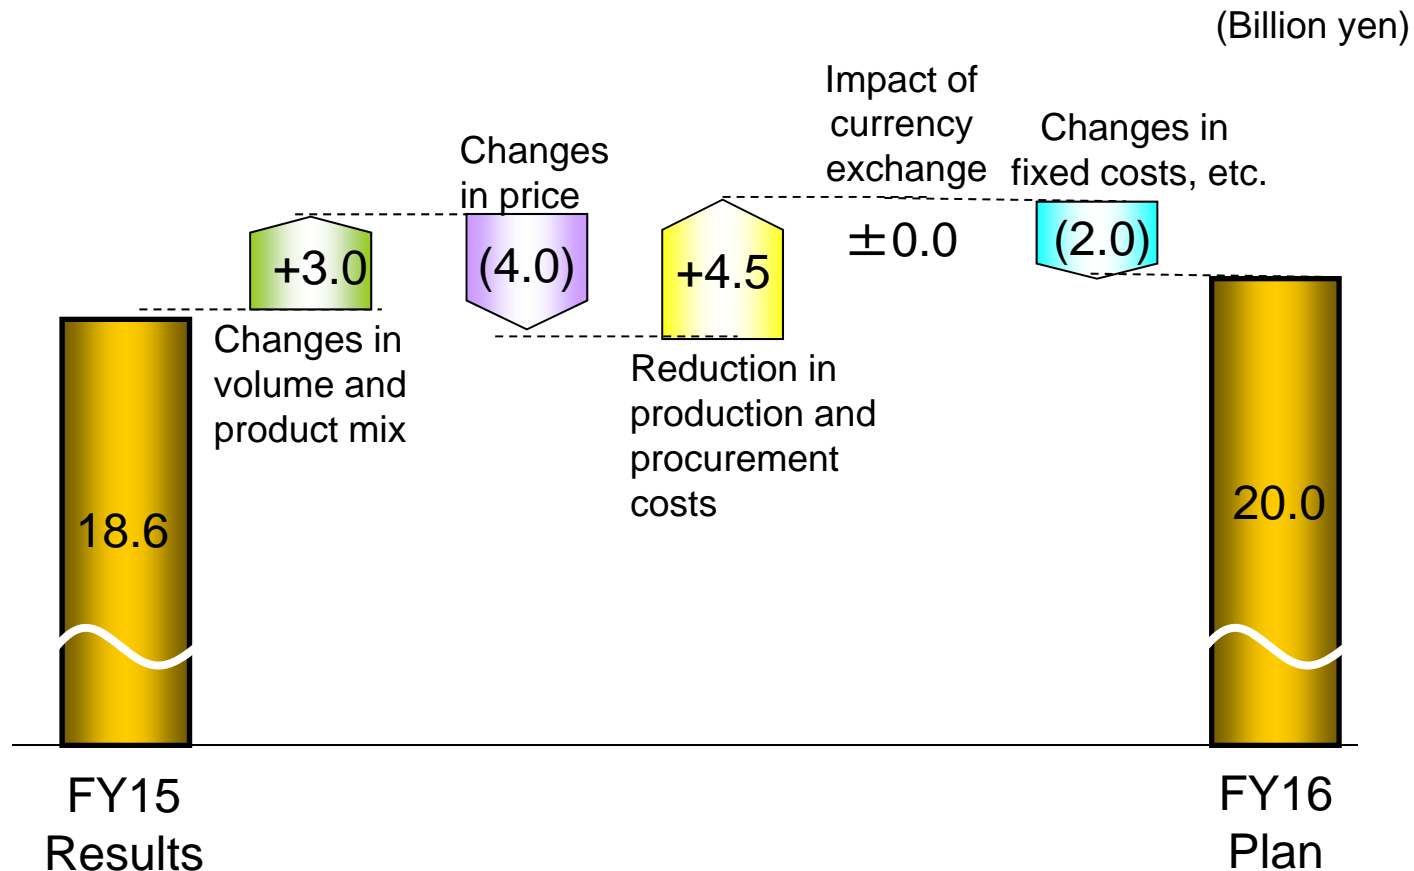 (Billion yen)
Impact of
currency
exchange
Changes in
fixed costs, etc.
Changes
in price
+3.0
(4.0)
+4.5
±0.0
(2.0)
Changes in
volume and
product mix
Reduction in
production and
procurement
costs
18.6
20.0
FY15
Results
FY16
Plan